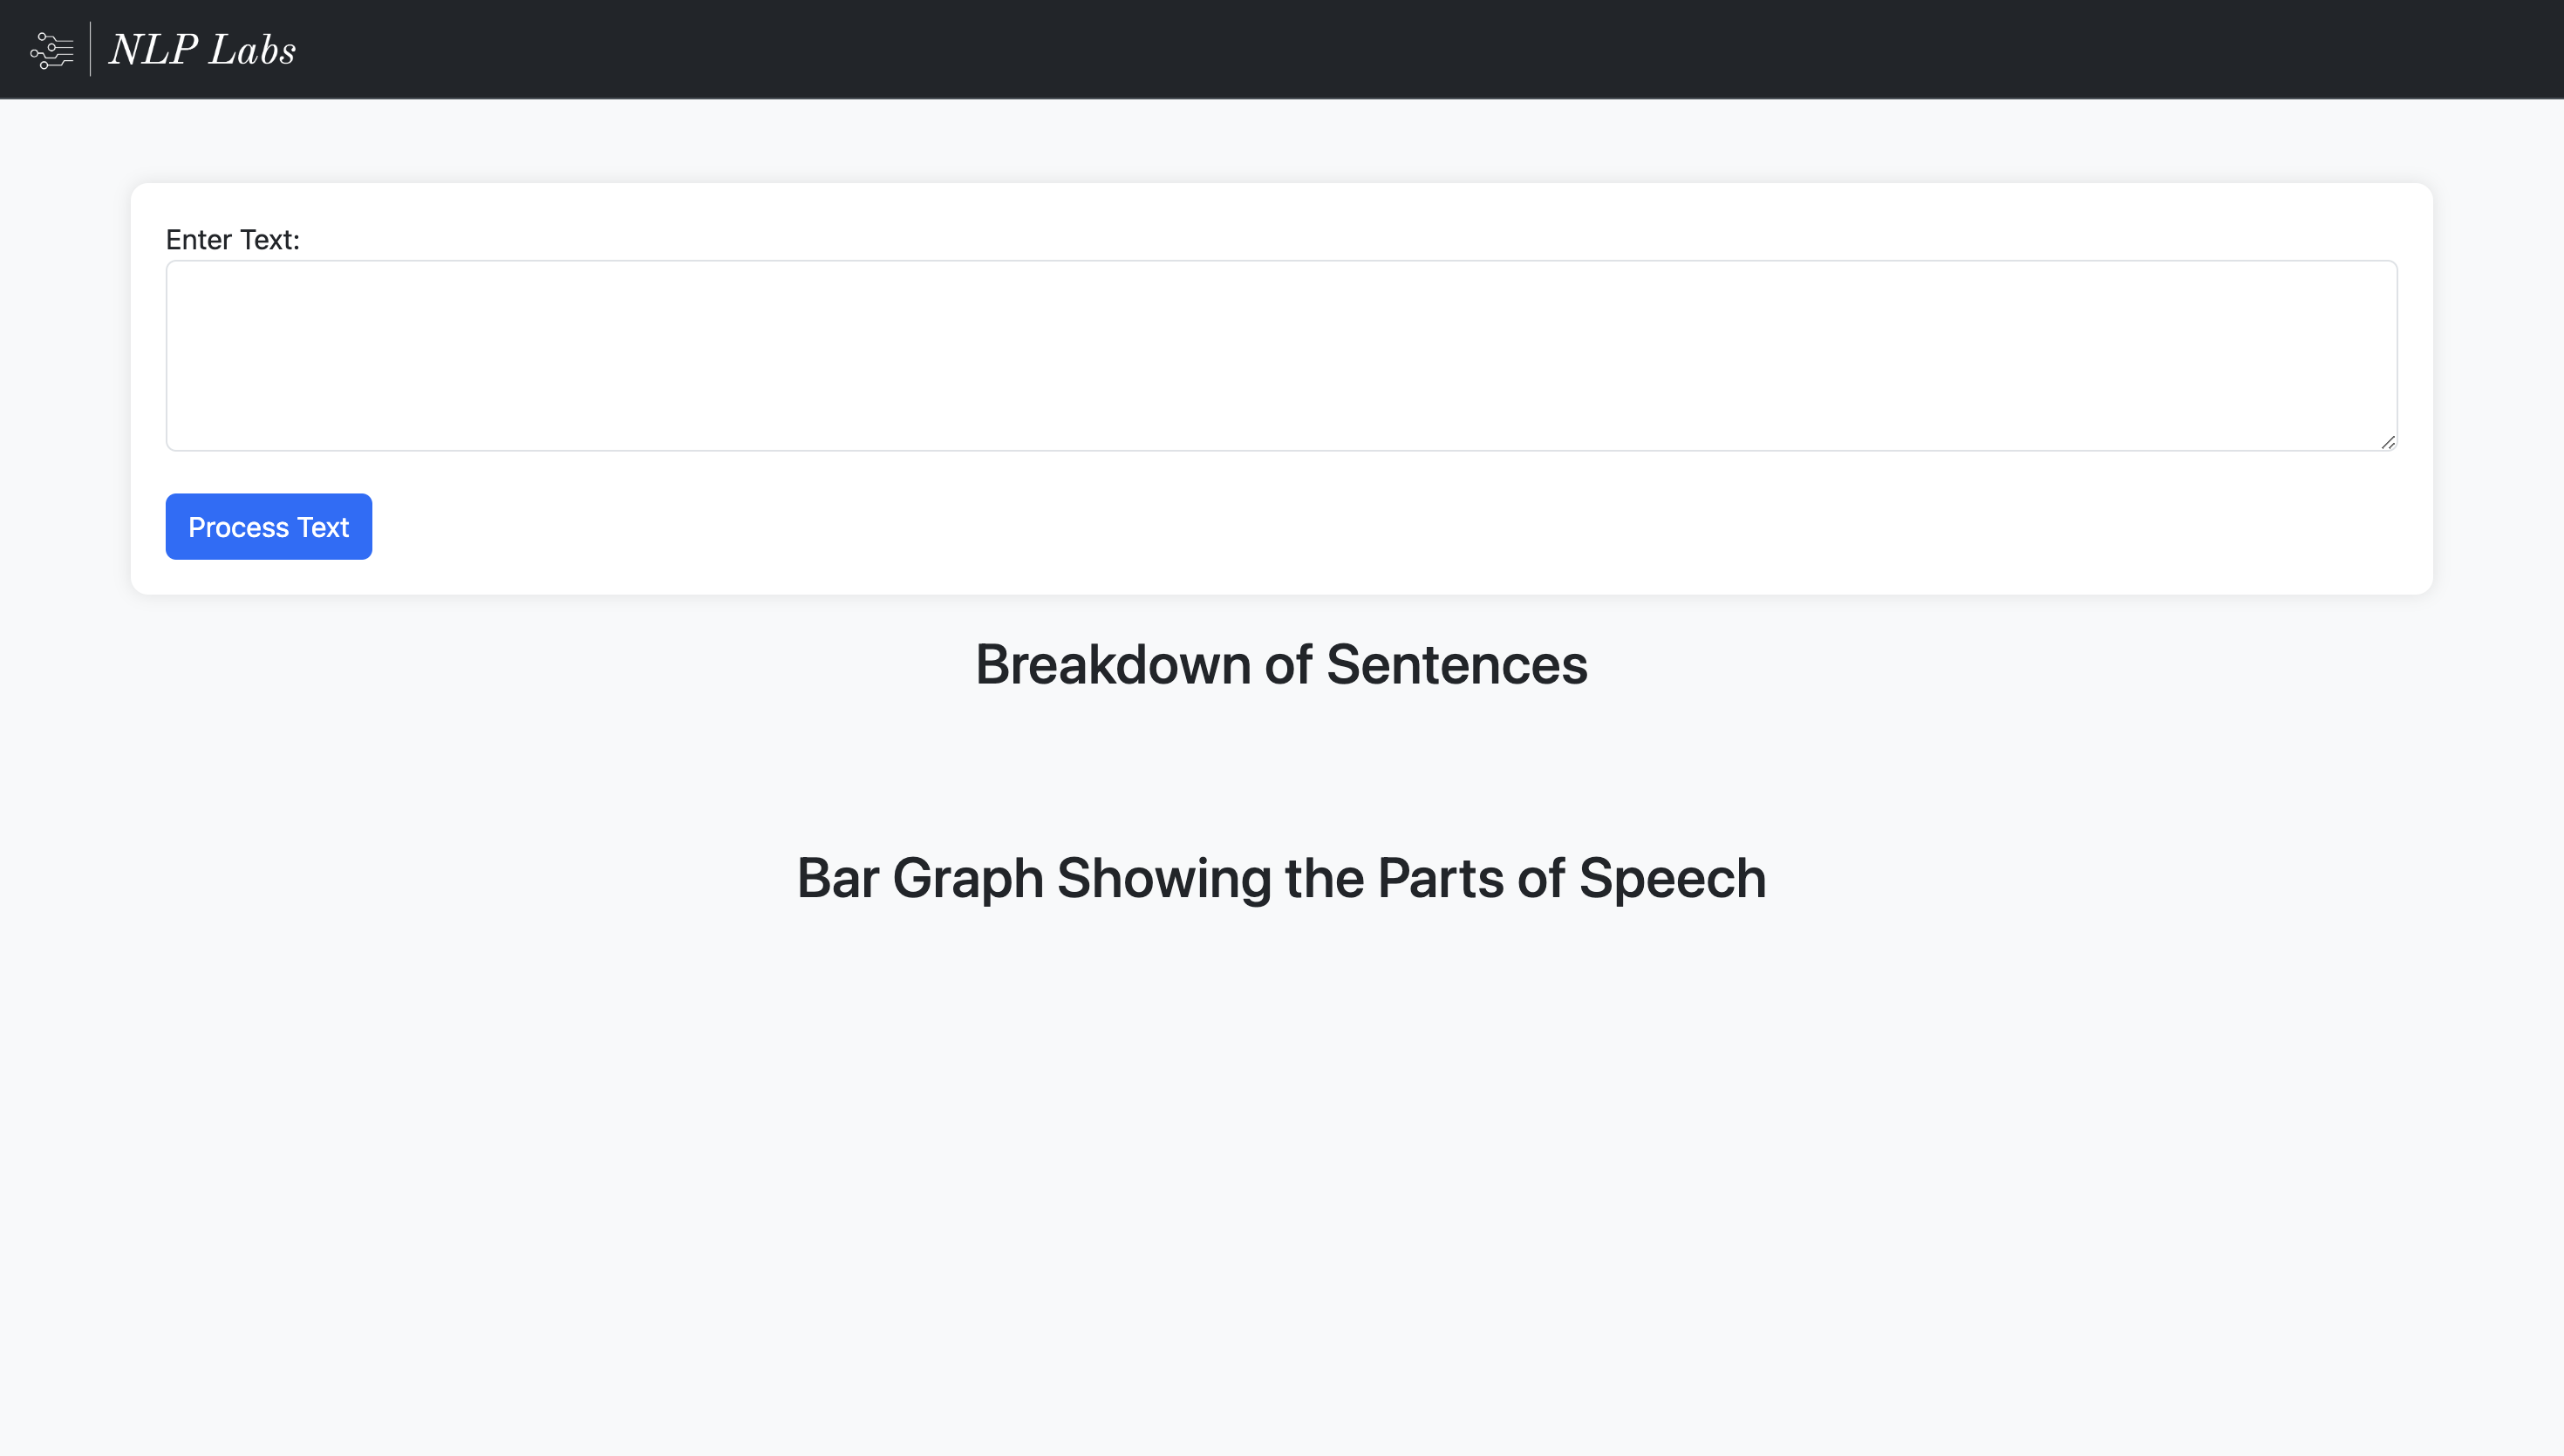 NLP Labs
Enter Text:
Process Text
Breakdown of Sentences
Bar Graph Showing the Parts of Speech